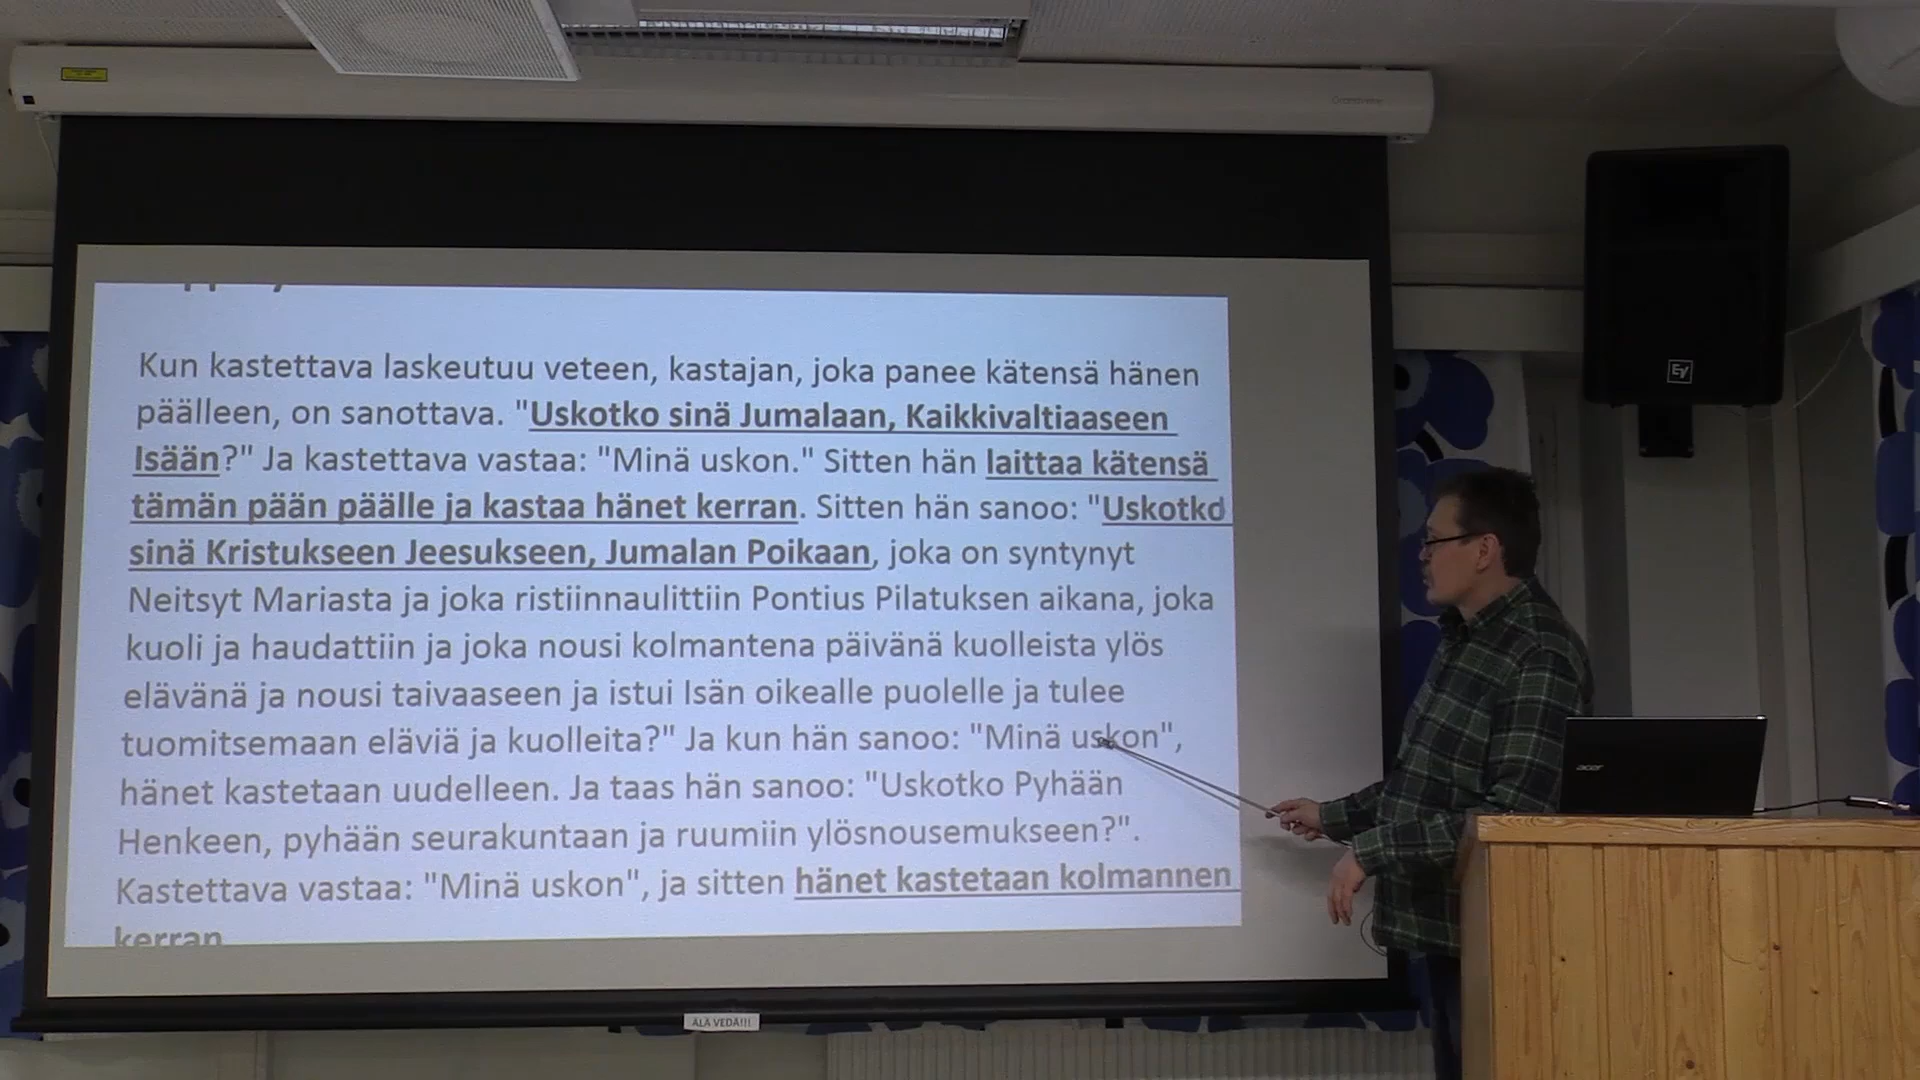 Kun kastettava laskeutuu veteen, kastajan, joka panee kätensä hänen
päälleen, on sanottava. "Uskotko sinä Jumalaan, Kaikkivaltiaaseen
Isään?" Ja kastettava vastaa: "Minä uskon." Sitten hän laittaa kätensä
tämän pään päälle ja kastaa hänet kerran. Sitten hän sanoo: "Uskotko
sinä Kristukseen Jeesukseen, Jumalan Poikaan, joka on syntynyt
Neitsyt Mariasta ja joka ristiinnaulittiin Pontius Pilatuksen aikana, joka
kuoli ja haudattiin ja joka nousi kolmantena päivänä kuolleista ylös
elävänä ja nousi taivaaseen ja istui Isän oikealle puolelle ja tulee
tuomitsemaan eläviä ja kuolleita?" Ja kun hän sanoo: "Minä uskon",
hänet kastetaan uudelleen. Ja taas hän sanoo: "Uskotko Pyhään
Henkeen, pyhään seurakuntaan ja ruumiin ylösnousemukseen?".
Kastettava vastaa: "Minä uskon", ja sitten hänet kastetaan kolmannen
kerran
ÄLÄ VEDÄ!!!
EV
acer